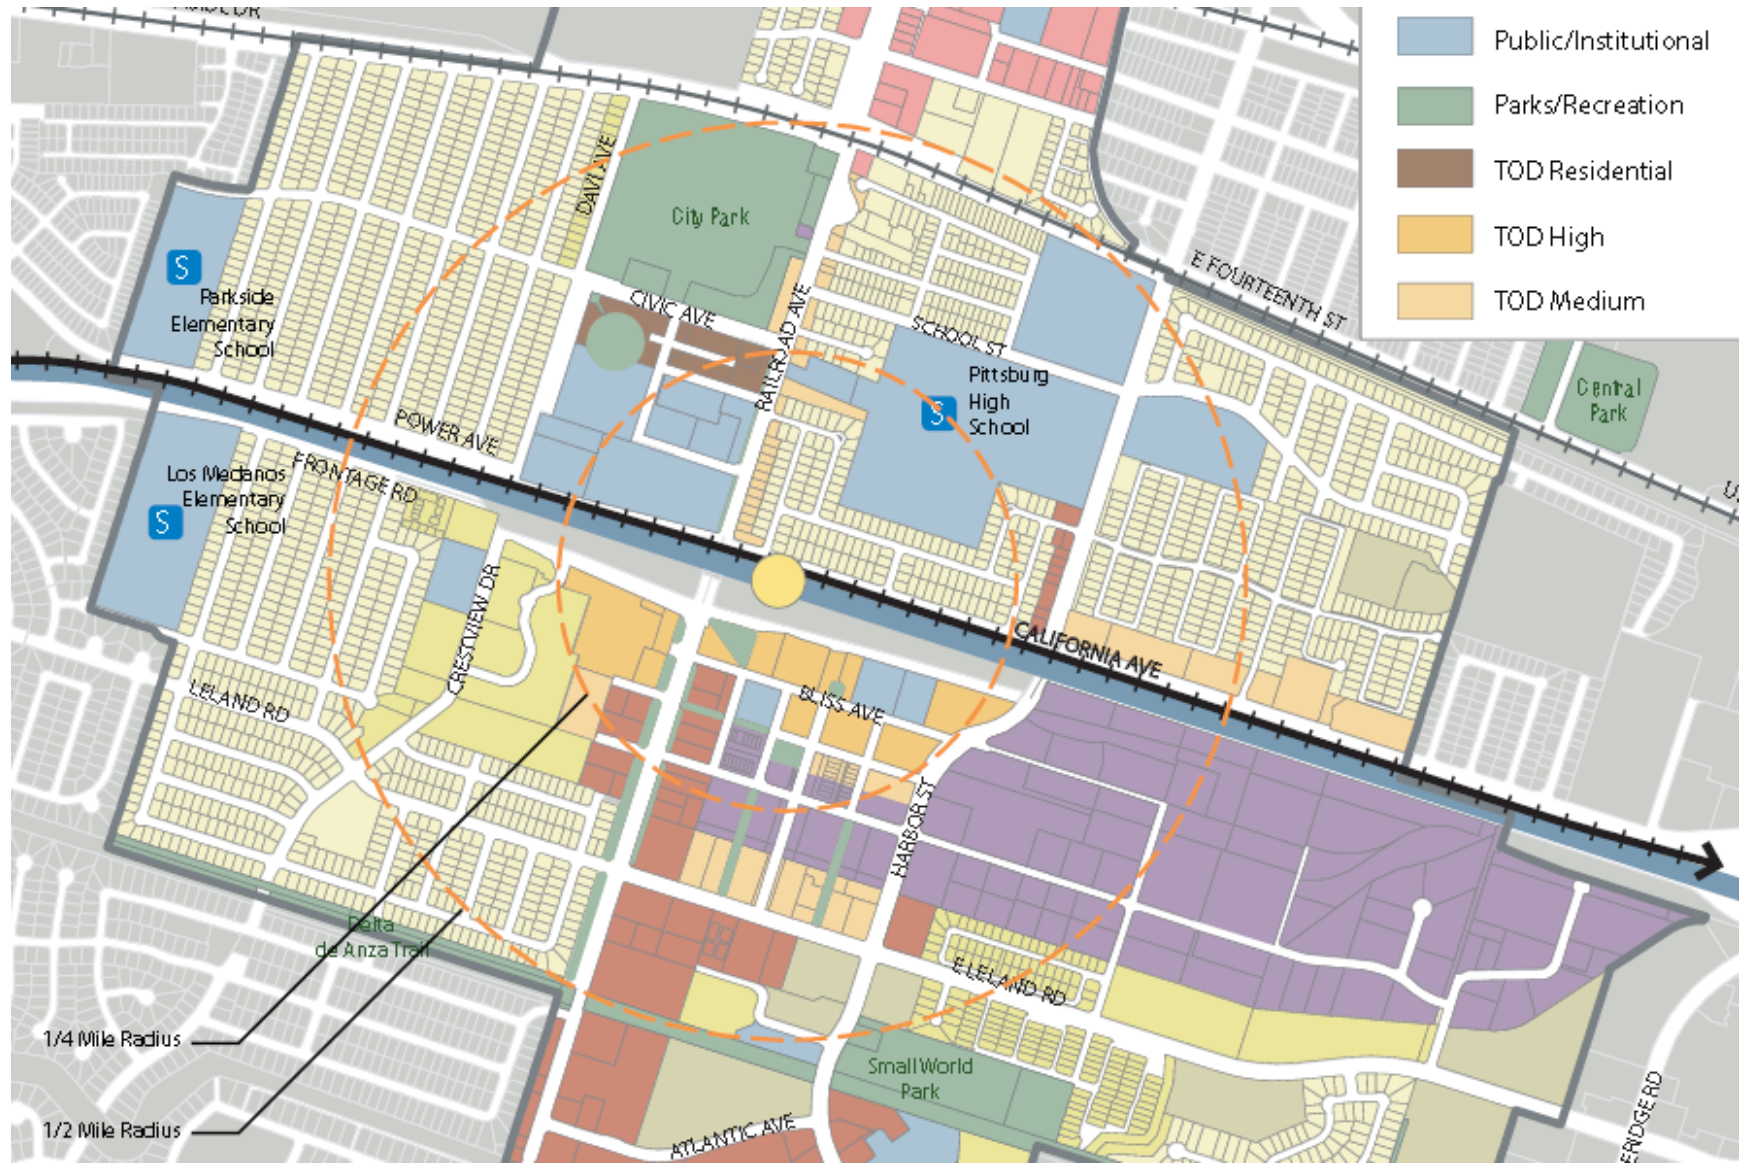 Public/Institutional
Parks/Recreation
TOD Residential
TOD High
TOD Medium
DAVI AVE
City Park
E FOURTEENTH ST
S
Parkside
Elementary
School
CIVIC AVE
RAILROAD AVE
SCHOOL ST
Pittsburg
High
School
S
Central
Park
POWER AVE
FRONTAGE RD
Los Medanos
Elementary
School
S
CRESTVIEW DR
CALIFORNIA AVE
LELAND RD
BLISS AVE
HARBOR ST
Delta
de Anza Trail
E LELAND RD
1/4 Mile Radius
Small World
Park
1/2 Mile Radius
ATLANTIC AVE